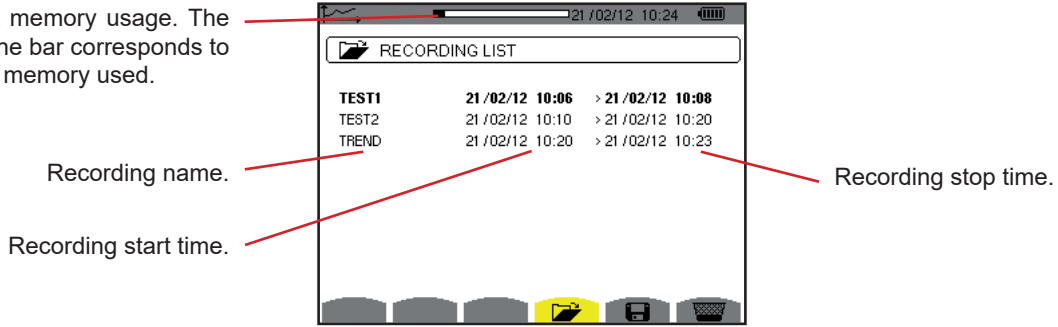 memory usage. The
ne bar corresponds to
memory used.
21/02/12 10:24
RECORDING LIST
TEST1 21/02/12 10:06 > 21/02/12 10:08
TEST2 21/02/12 10:10 > 21/02/12 10:20
TREND 21/02/12 10:20 > 21/02/12 10:23
Recording name.
Recording stop time.
Recording start time.